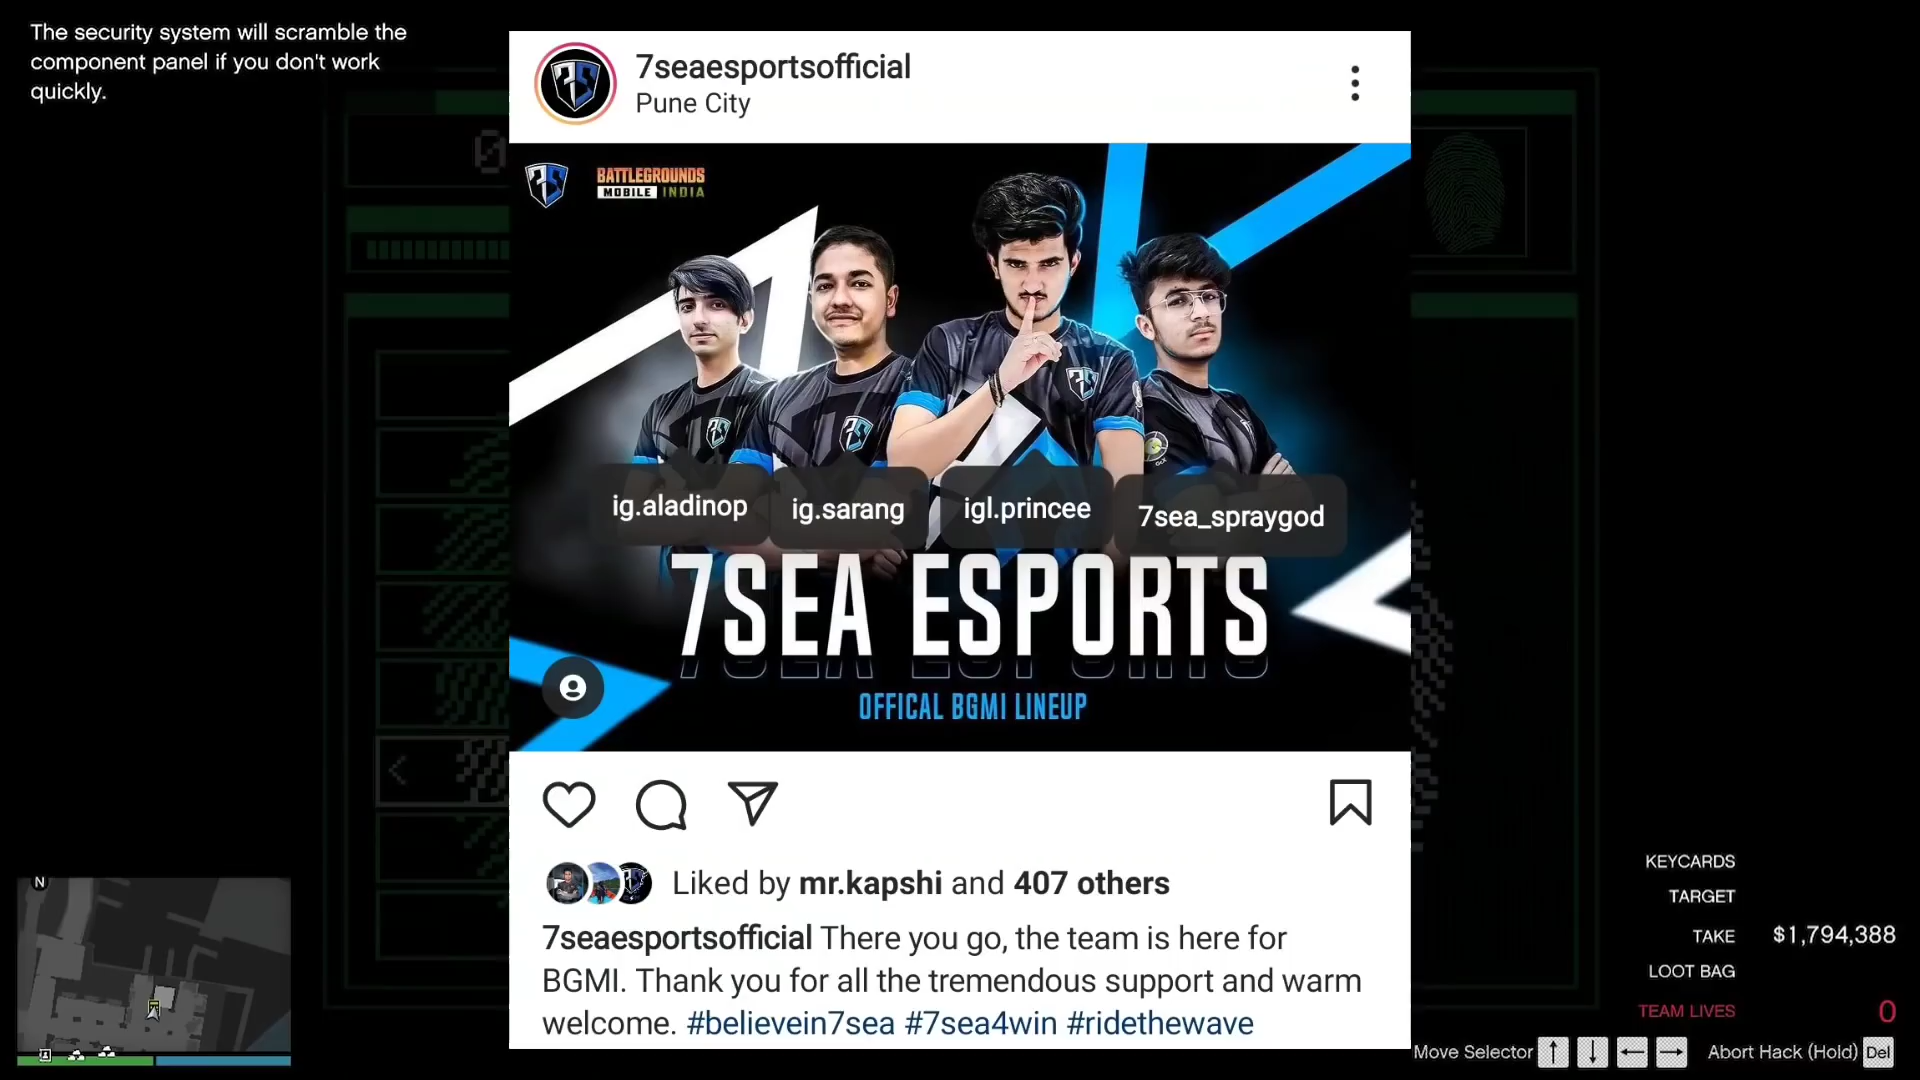 The security system will scramble the
component panel if you don't work
quickly.
7seaesportsofficial
Pune City
BATTLEGROUNDS
MOBILE INDIA
ig.aladinop
ig.sarang
igl.princee
7sea_spraygod
7SEA ESPORTS
OFFICAL BGMI LINEUP
Liked by mr.kapshi and 407 others
7seaesportsofficial There you go, the team is here for
BGMI. Thank you for all the tremendous support and warm
welcome. #believein7sea #7sea4win #ridethewave
N
KEYCARDS
TARGET
TAKE $1,794,388
LOOT BAG
TEAM LIVES 0
Move Selector ↑ ↓ ← → Abort Hack (Hold) Del